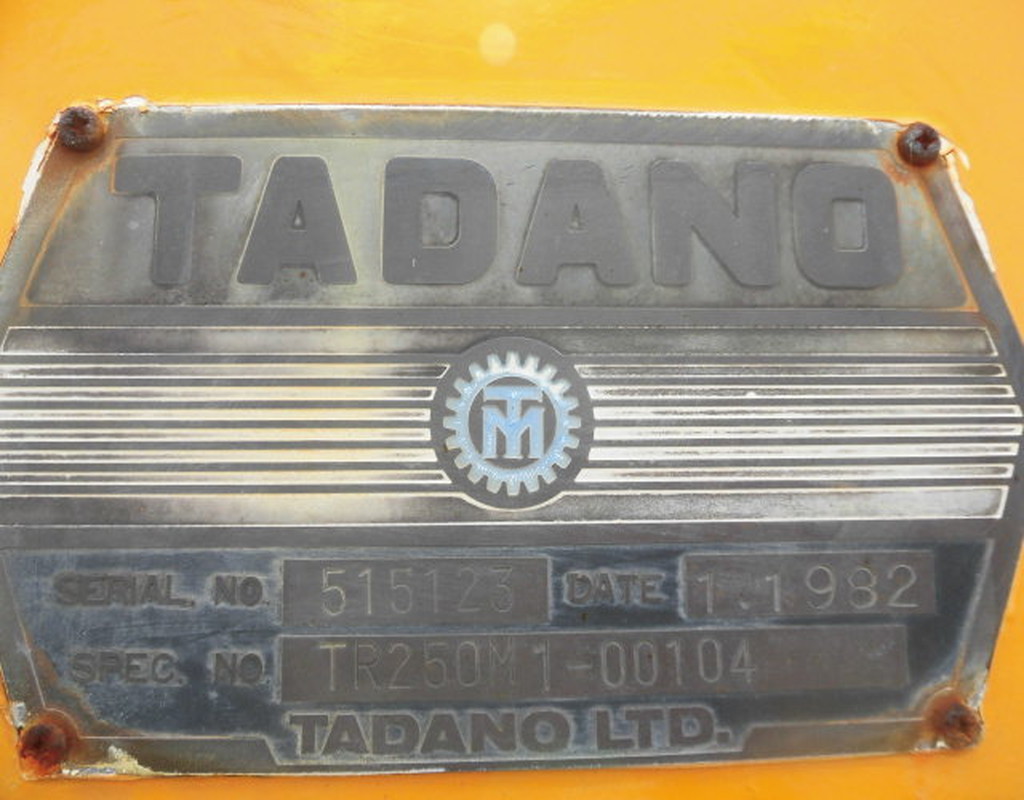 TADANO
TM
SERIAL. NO. 515123 DATE 1.1982
SPEC. NO. TR250M1-00104
TADANO LTD.